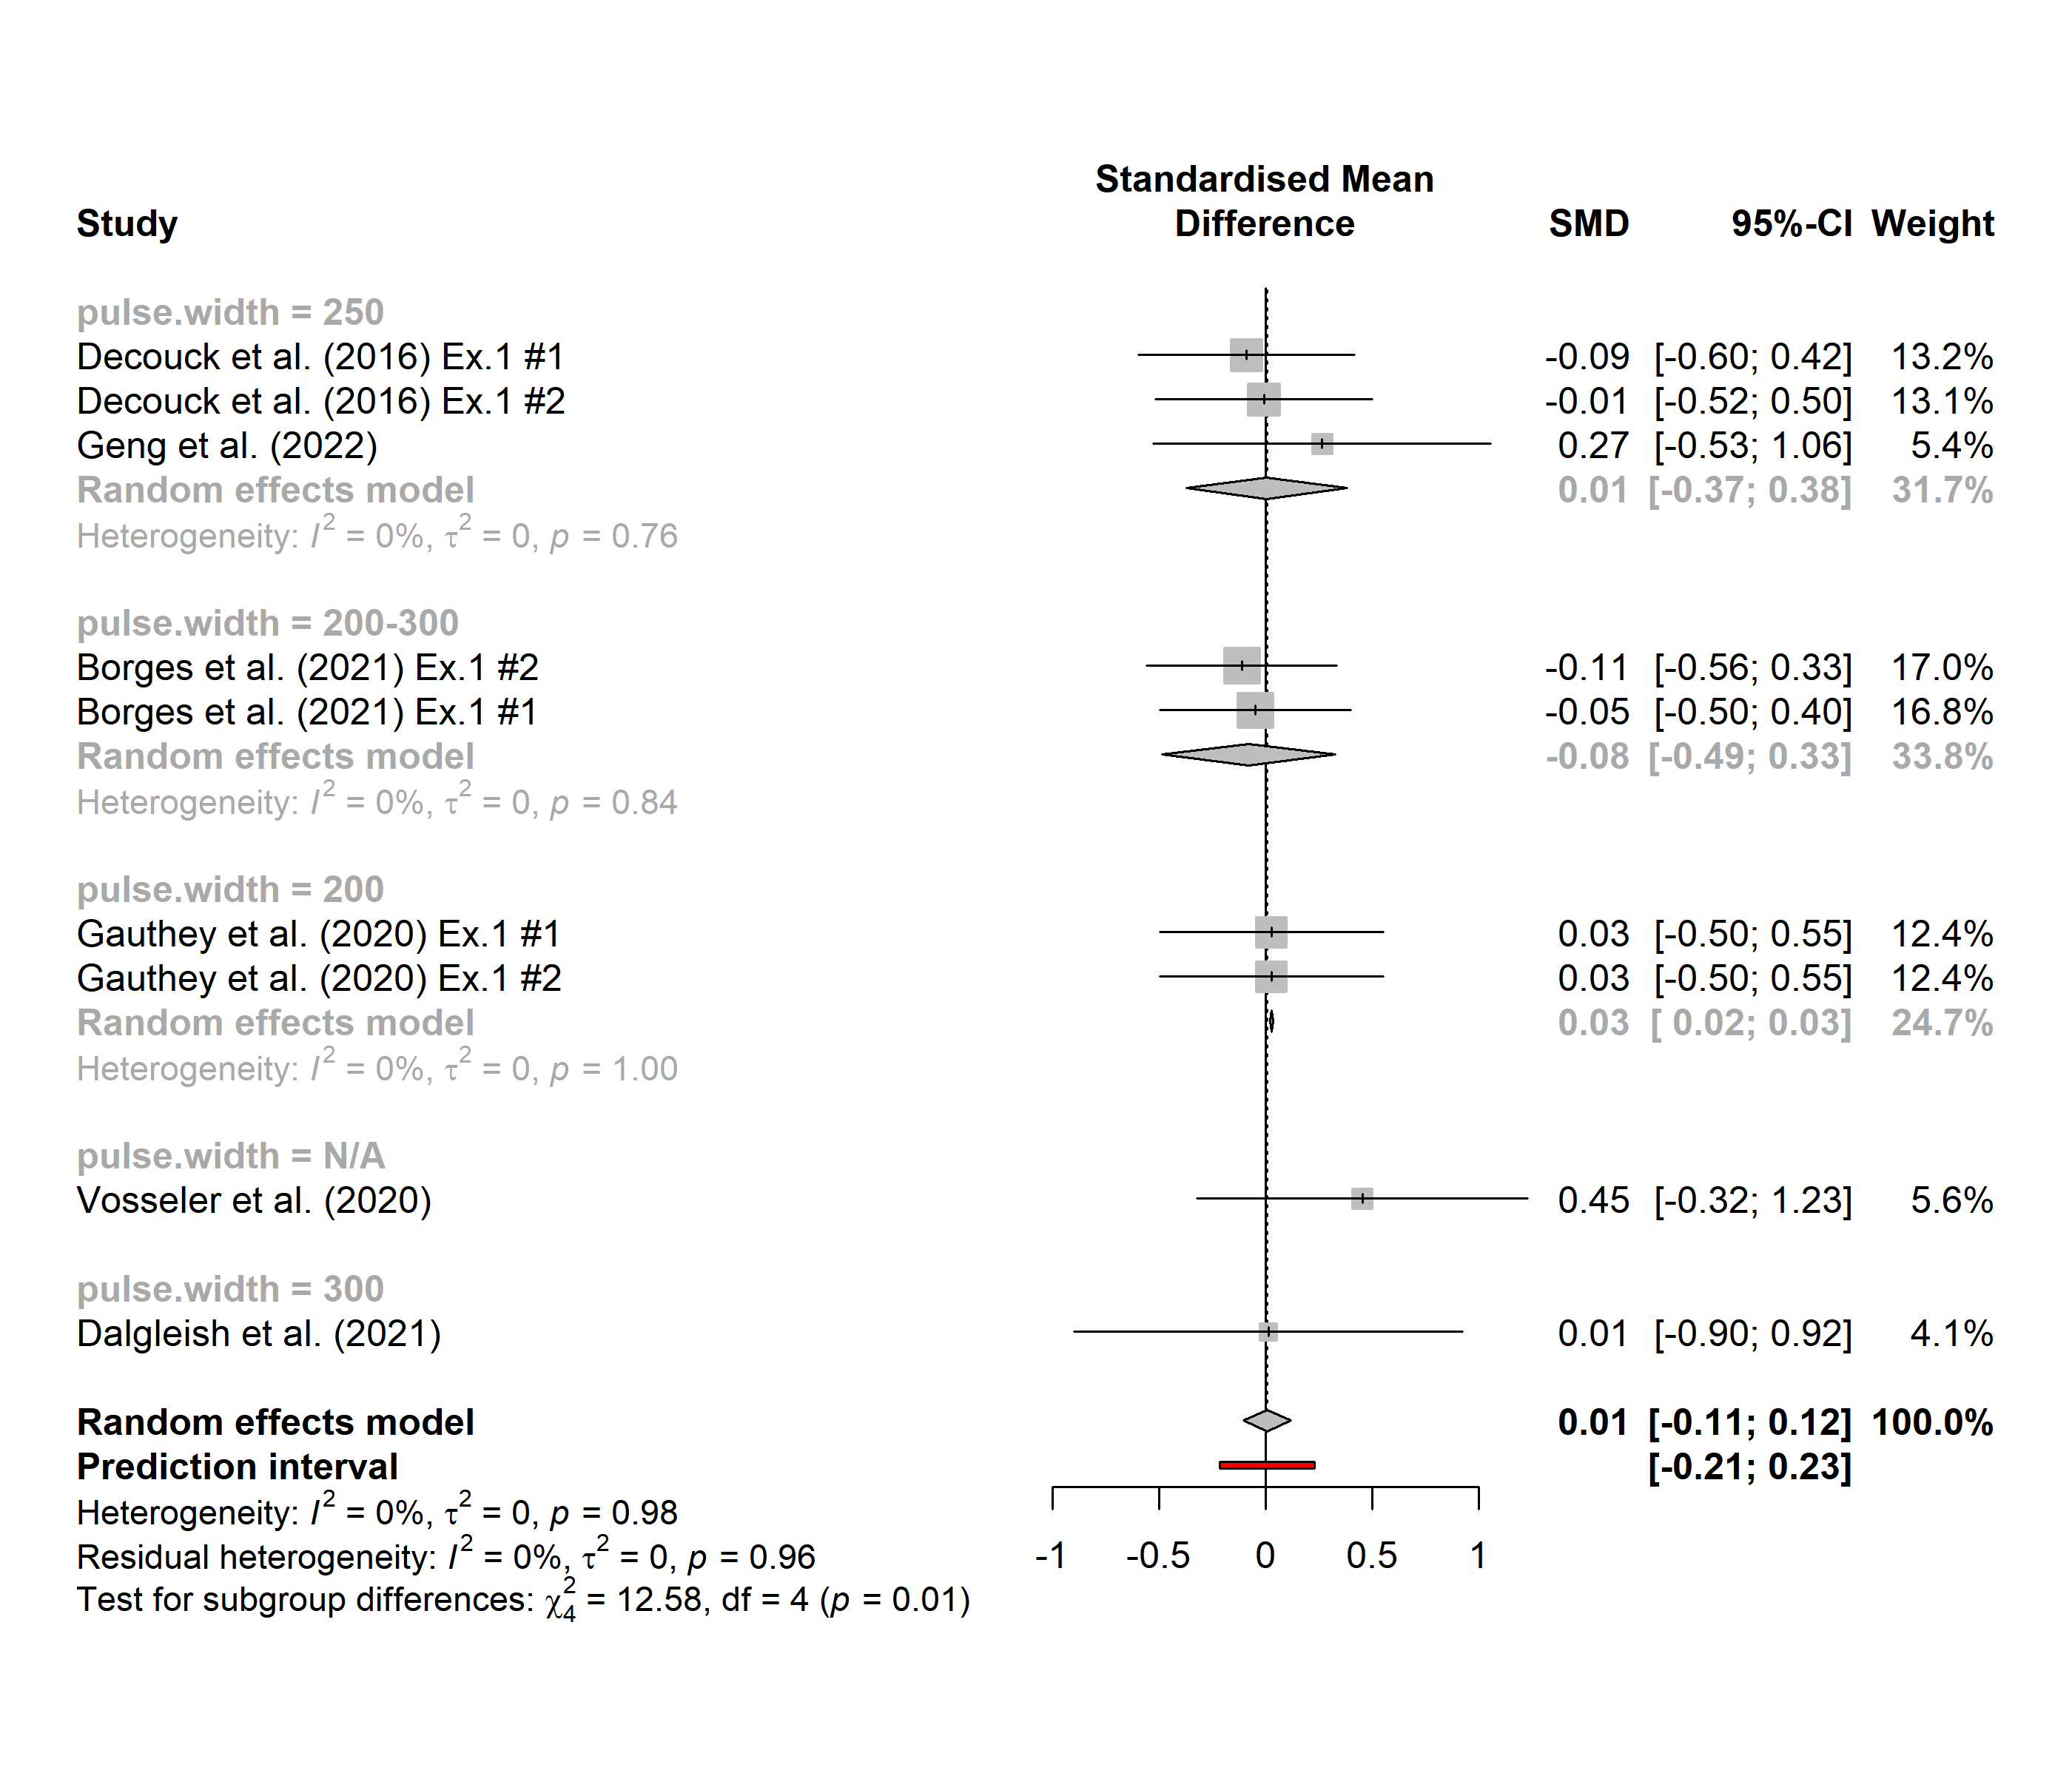 Standardised Mean
Study Difference SMD 95%-CI Weight
pulse.width = 250
Decouck et al. (2016) Ex.1 #1 -0.09 [-0.60; 0.42] 13.2%
Decouck et al. (2016) Ex.1 #2 -0.01 [-0.52; 0.50] 13.1%
Geng et al. (2022) 0.27 [-0.53; 1.06] 5.4%
Random effects model 0.01 [-0.37; 0.38] 31.7%
Heterogeneity: I² = 0%, τ² = 0, p = 0.76
pulse.width = 200-300
Borges et al. (2021) Ex.1 #2 -0.11 [-0.56; 0.33] 17.0%
Borges et al. (2021) Ex.1 #1 -0.05 [-0.50; 0.40] 16.8%
Random effects model -0.08 [-0.49; 0.33] 33.8%
Heterogeneity: I² = 0%, τ² = 0, p = 0.84
pulse.width = 200
Gauthey et al. (2020) Ex.1 #1 0.03 [-0.50; 0.55] 12.4%
Gauthey et al. (2020) Ex.1 #2 0.03 [-0.50; 0.55] 12.4%
Random effects model 0.03 [ 0.02; 0.03] 24.7%
Heterogeneity: I² = 0%, τ² = 0, p = 1.00
pulse.width = N/A
Vosseler et al. (2020) 0.45 [-0.32; 1.23] 5.6%
pulse.width = 300
Dalgleish et al. (2021) 0.01 [-0.90; 0.92] 4.1%
Random effects model 0.01 [-0.11; 0.12] 100.0%
Prediction interval [-0.21; 0.23]
Heterogeneity: I² = 0%, τ² = 0, p = 0.98
Residual heterogeneity: I² = 0%, τ² = 0, p = 0.96
-1 -0.5 0 0.5 1
Test for subgroup differences: χ²₄ = 12.58, df = 4 (p = 0.01)